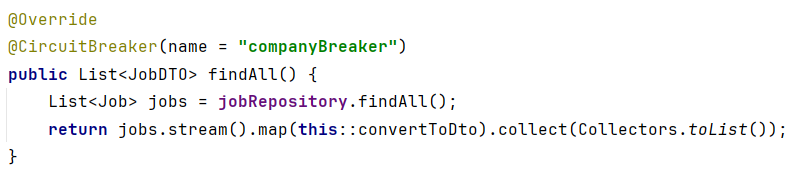 @Override
@CircuitBreaker(name = "companyBreaker")
public List<JobDTO> findAll() {
    List<Job> jobs = jobRepository.findAll();
    return jobs.stream().map(this::convertToDto).collect(Collectors.toList());
}